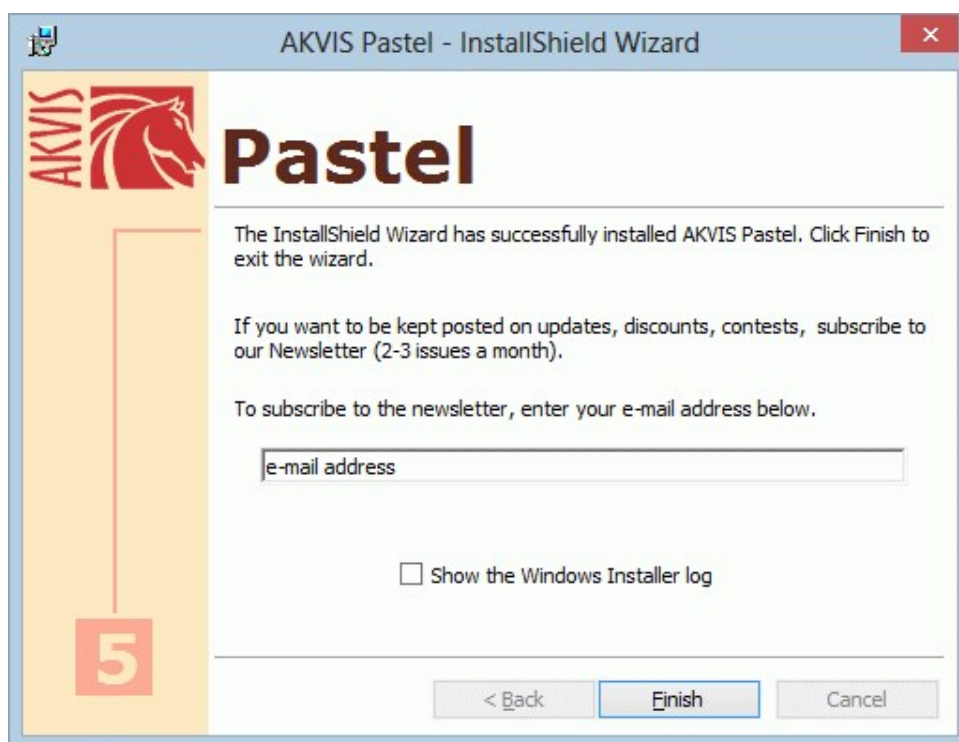 AKVIS Pastel - InstallShield Wizard
AKVIS
Pastel
The InstallShield Wizard has successfully installed AKVIS Pastel. Click Finish to
exit the wizard.
If you want to be kept posted on updates, discounts, contests,  subscribe to
our Newsletter (2-3 issues a month).
To subscribe to the newsletter, enter your e-mail address below.
e-mail address
Show the Windows Installer log
5
< Back
Finish
Cancel